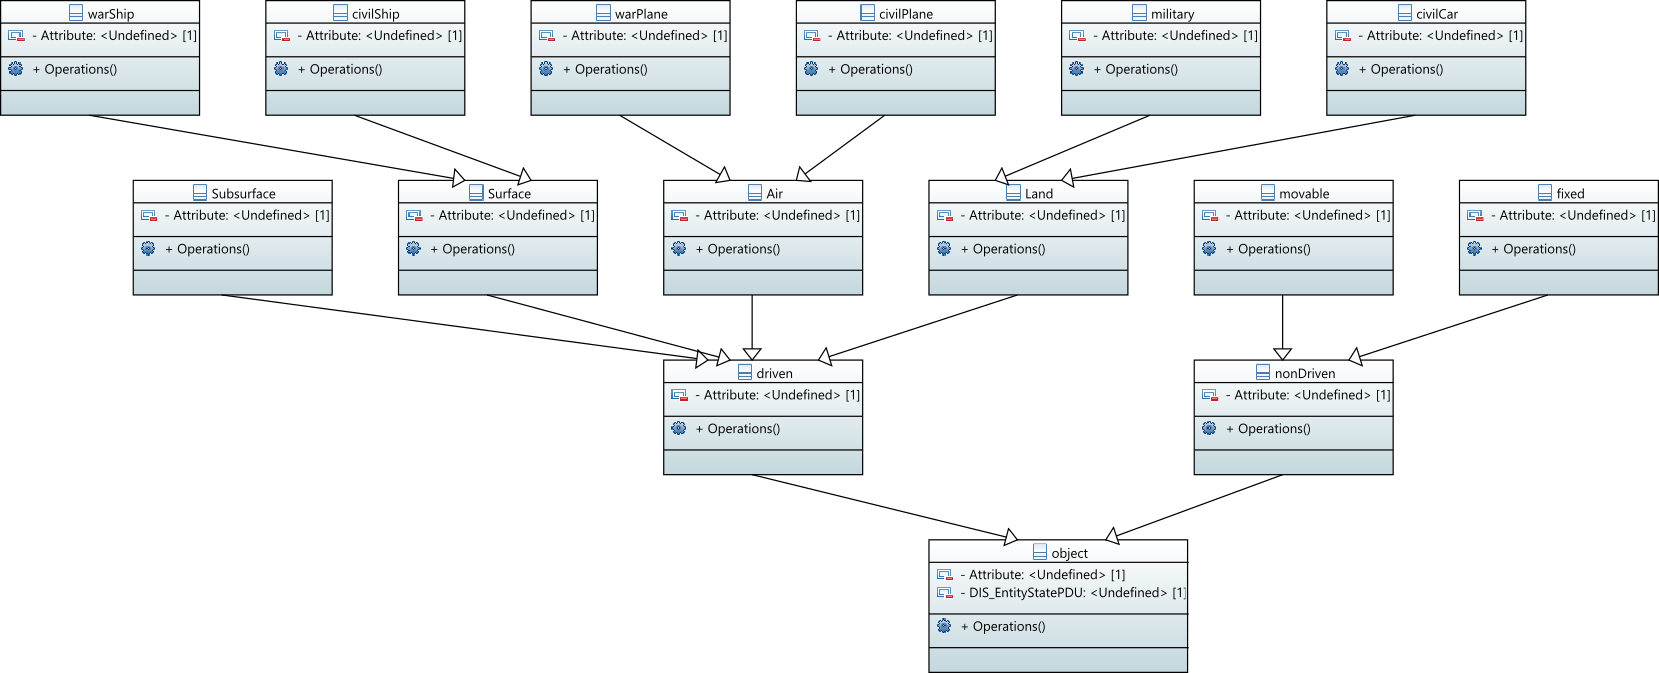 warShip
- Attribute: <Undefined> [1]
+ Operations()
civilShip
- Attribute: <Undefined> [1]
+ Operations()
warPlane
- Attribute: <Undefined> [1]
+ Operations()
civilPlane
- Attribute: <Undefined> [1]
+ Operations()
military
- Attribute: <Undefined> [1]
+ Operations()
civilCar
- Attribute: <Undefined> [1]
+ Operations()
Subsurface
- Attribute: <Undefined> [1]
+ Operations()
Surface
- Attribute: <Undefined> [1]
+ Operations()
Air
- Attribute: <Undefined> [1]
+ Operations()
Land
- Attribute: <Undefined> [1]
+ Operations()
movable
- Attribute: <Undefined> [1]
+ Operations()
fixed
- Attribute: <Undefined> [1]
+ Operations()
driven
- Attribute: <Undefined> [1]
+ Operations()
nonDriven
- Attribute: <Undefined> [1]
+ Operations()
object
- Attribute: <Undefined> [1]
- DIS_EntityStatePDU: <Undefined> [1]
+ Operations()